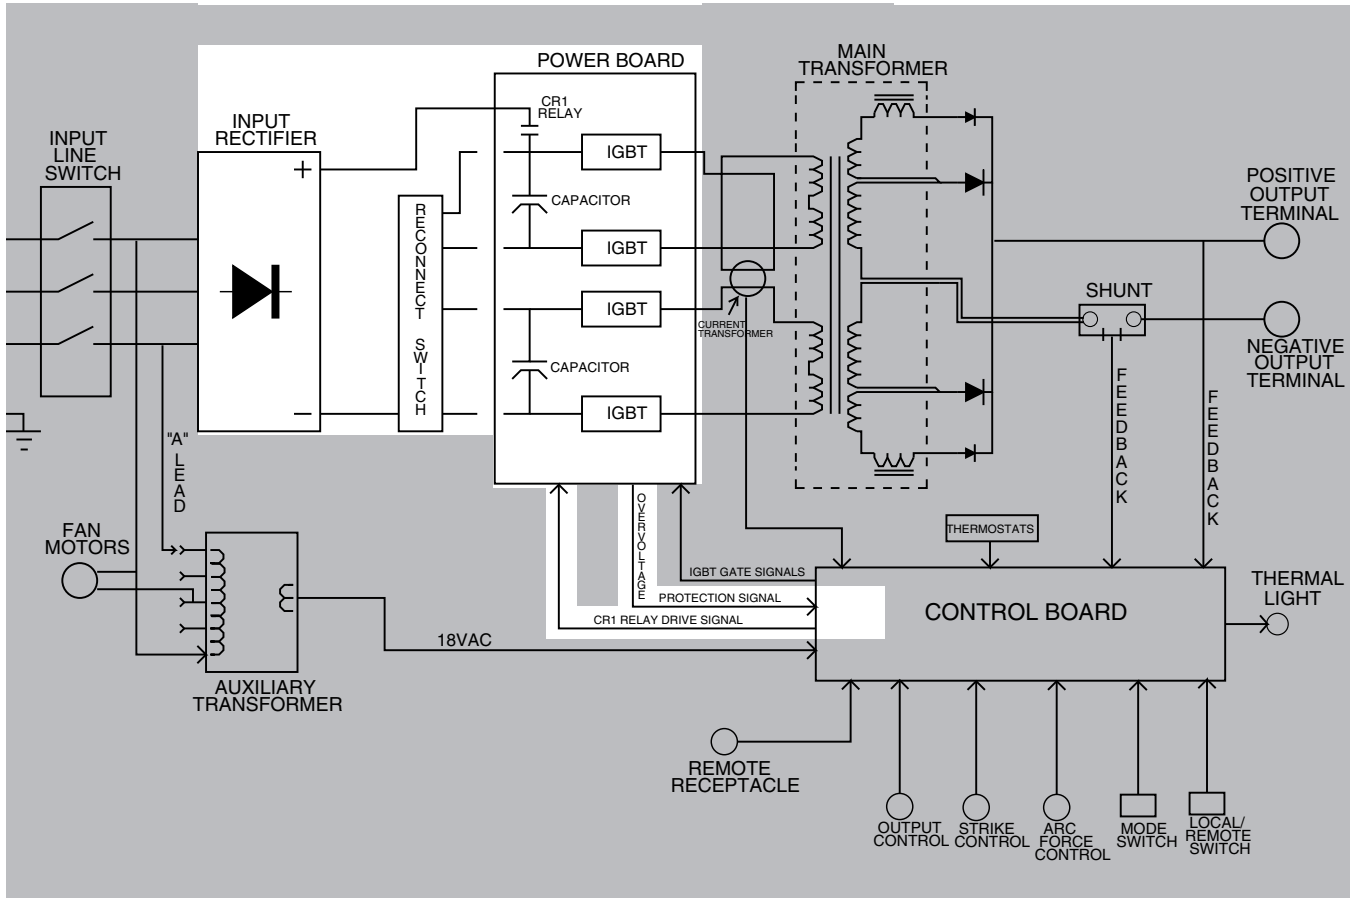 POWER BOARD
MAIN
TRANSFORMER
CR1
RELAY
INPUT
RECTIFIER
INPUT
LINE
SWITCH
+
IGBT
CAPACITOR
IGBT
IGBT
CAPACITOR
IGBT
RECONNECT SWITCH
CURRENT
TRANSFORMER
POSITIVE
OUTPUT
TERMINAL
SHUNT
NEGATIVE
OUTPUT
TERMINAL
FEEDBACK
FEEDBACK
"A"
LEAD
FAN
MOTORS
OVERVOLTAGE
THERMOSTATS
IGBT GATE SIGNALS
PROTECTION SIGNAL
CR1 RELAY DRIVE SIGNAL
18VAC
CONTROL BOARD
THERMAL
LIGHT
AUXILIARY
TRANSFORMER
REMOTE
RECEPTACLE
OUTPUT
CONTROL
STRIKE
CONTROL
ARC
FORCE
CONTROL
MODE
SWITCH
LOCAL/
REMOTE
SWITCH